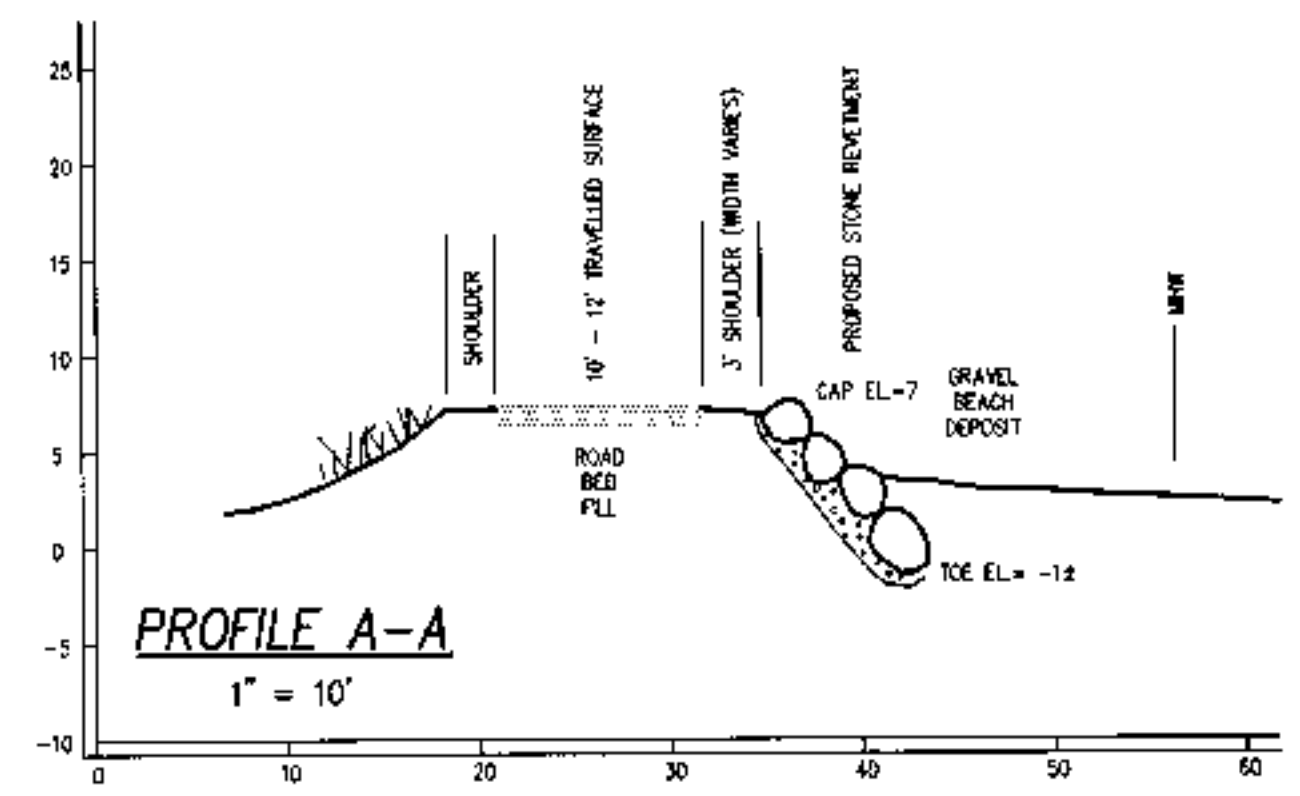 25
20
15
10
5
0
-5
-10
0
10
20
30
40
50
60
SHOULDER
10' - 12' TRAVELLED SURFACE
3' SHOULDER (WIDTH VARIES)
PROPOSED STONE REVETMENT
MHW
CAP EL=7
GRAVEL
BEACH
DEPOSIT
ROAD
BED
FILL
TOE EL= -1±
PROFILE A-A
1" = 10'